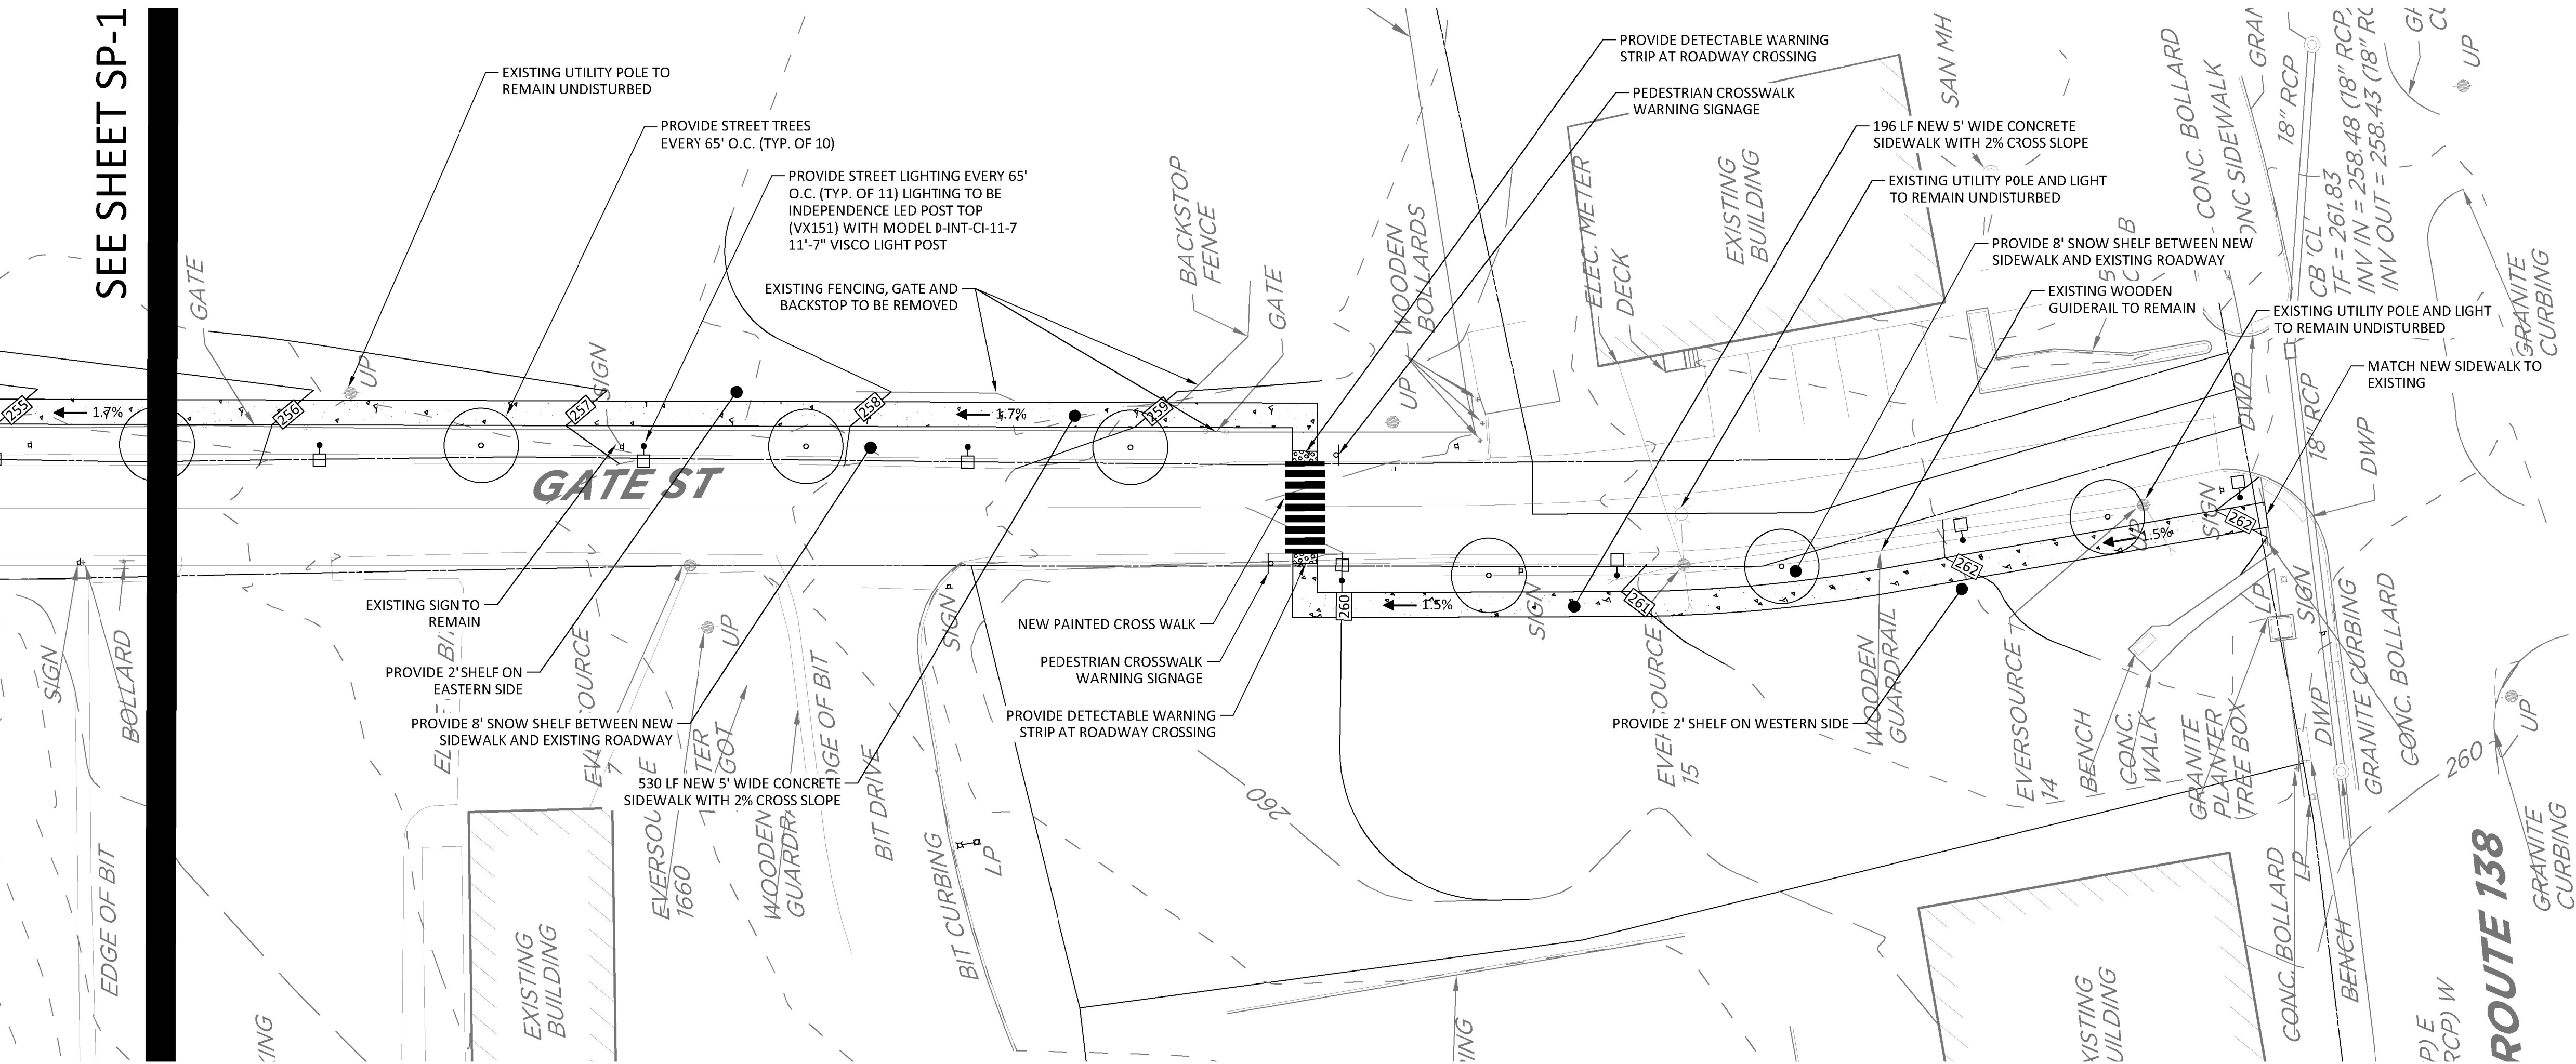 SEE SHEET SP-1
EXISTING UTILITY POLE TO
REMAIN UNDISTURBED
PROVIDE STREET TREES
EVERY 65' O.C. (TYP. OF 10)
PROVIDE STREET LIGHTING EVERY 65'
O.C. (TYP. OF 11) LIGHTING TO BE
INDEPENDENCE LED POST TOP
(VX151) WITH MODEL D-INT-CI-11-7
11'-7" VISCO LIGHT POST
EXISTING FENCING, GATE AND
BACKSTOP TO BE REMOVED
BACKSTOP
FENCE
GATE
GATE
UP
SIGN
WOODEN
BOLLARDS
UP
PROVIDE DETECTABLE WARNING
STRIP AT ROADWAY CROSSING
PEDESTRIAN CROSSWALK
WARNING SIGNAGE
ELEC. METER
DECK
EXISTING
BUILDING
SAN MH
196 LF NEW 5' WIDE CONCRETE
SIDEWALK WITH 2% CROSS SLOPE
EXISTING UTILITY POLE AND LIGHT
TO REMAIN UNDISTURBED
PROVIDE 8' SNOW SHELF BETWEEN NEW
SIDEWALK AND EXISTING ROADWAY
EXISTING WOODEN
GUIDERAIL TO REMAIN
EXISTING UTILITY POLE AND LIGHT
TO REMAIN UNDISTURBED
MATCH NEW SIDEWALK TO
EXISTING
CONC. BOLLARD
SIDEWALK
18" RCP
CB 'CL'
TF = 261.83
INV IN = 258.48 (18" RCP)
INV OUT = 258.43 (18"
UP
GRANITE
CURBING
DWP
18" RCP
DWP
255
1.7%
256
257
258
1.7%
259
GATE ST
260
1.5%
261
262
1.5%
262
UP
SIGN
EXISTING SIGN TO
REMAIN
PROVIDE 2' SHELF ON
EASTERN SIDE
PROVIDE 8' SNOW SHELF BETWEEN NEW
SIDEWALK AND EXISTING ROADWAY
530 LF NEW 5' WIDE CONCRETE
SIDEWALK WITH 2% CROSS SLOPE
NEW PAINTED CROSS WALK
PEDESTRIAN CROSSWALK
WARNING SIGNAGE
PROVIDE DETECTABLE WARNING
STRIP AT ROADWAY CROSSING
PROVIDE 2' SHELF ON WESTERN SIDE
SIGN
BOLLARD
EDGE OF BIT
EXISTING
BUILDING
1660
UP
WOODEN
EDGE OF BIT
BIT DRIVE
SIGN
BIT CURBING
LP
260
SIGN
EVERSOURCE
15
WOODEN
GUARDRAIL
EVERSOURCE
14
BENCH
CONC.
WALK
GRANITE
PLANTER
(TREE BOX)
LP
SIGN
DWP
GRANITE CURBING
CONC. BOLLARD
260
UP
GRANITE
CURBING
CONC. BOLLARD
LP
BENCH
ROUTE 138